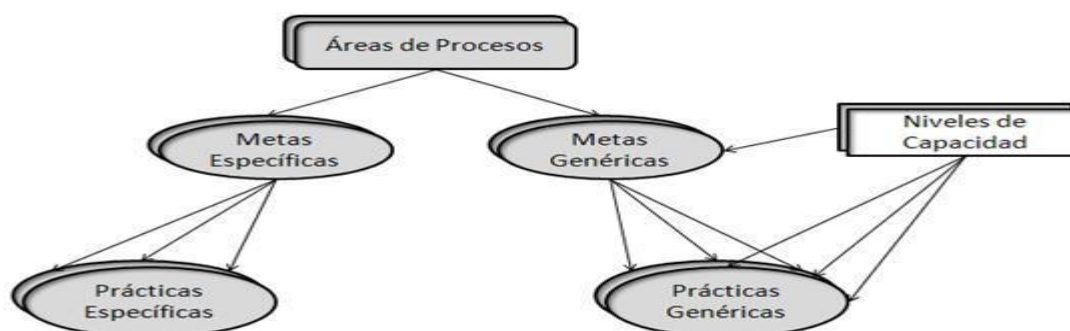 Áreas de Procesos
Metas
Específicas
Metas
Genéricas
Niveles de
Capacidad
Prácticas
Específicas
Prácticas
Genéricas